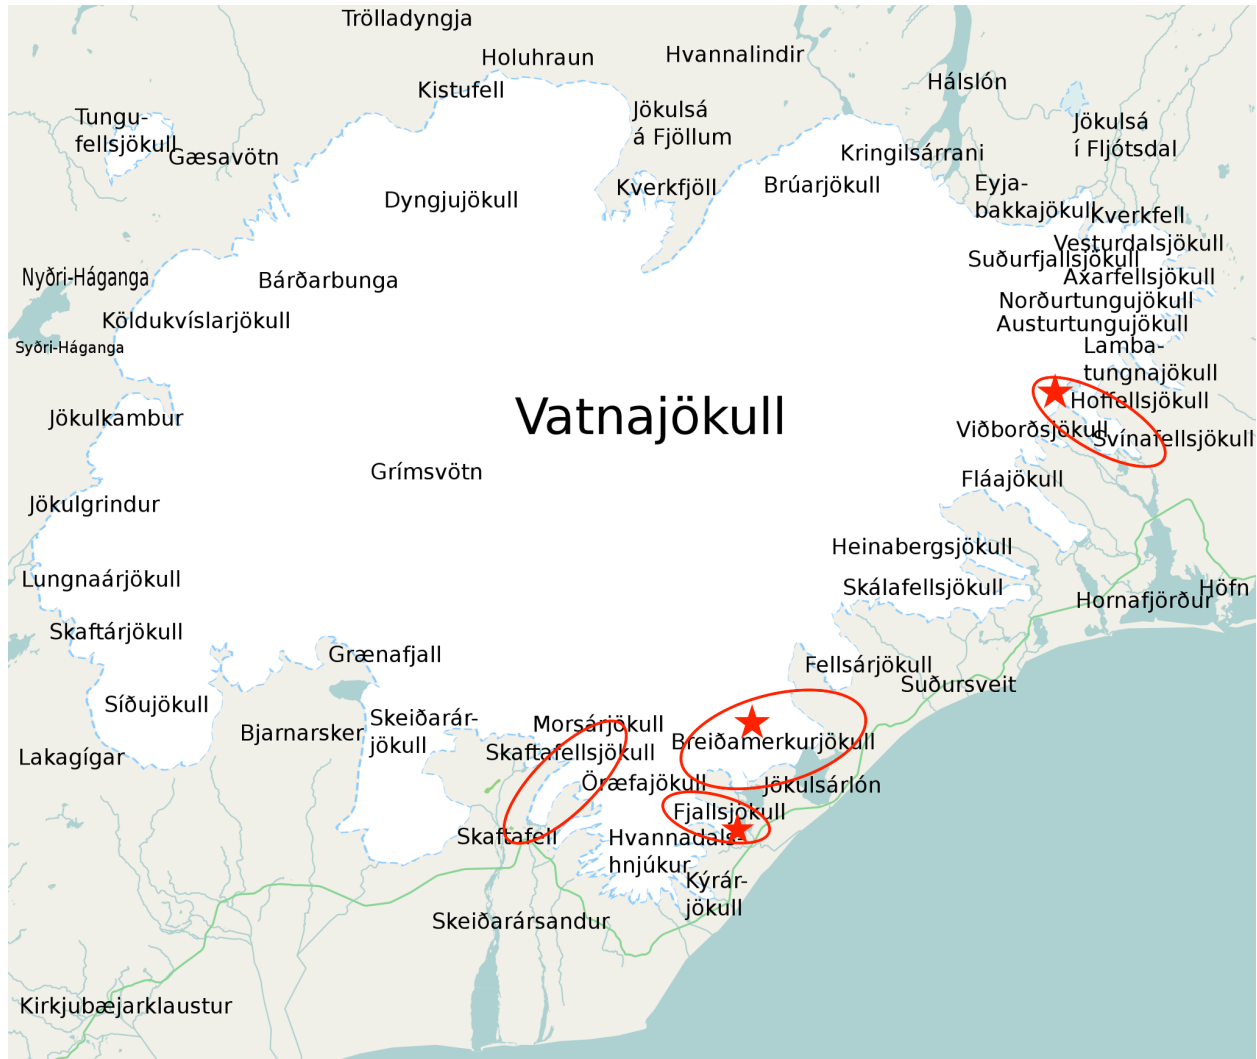 Trölladyngja
Holuhraun
Hvannalindir
Kistufell
Hálslón
Tungu-
fellsjökull
Jökulsá
á Fjöllum
Jökulsá
í Fljótsdal
Gæsavötn
Kringilsárrani
Kverkfjöll
Brúarjökull
Eyja-
bakkajökull
Dyngjujökull
Kverkfell
Vesturdalsjökull
Suðurfjallsjökull
Nyðri-Háganga
Bárðarbunga
Axarfellsjökull
Norðurtungujökull
Köldukvíslarjökull
Austurtungujökull
Syðri-Háganga
Lamba-
tungnajökull
Hoffellsjökull
Jökulkambur
Vatnajökull
Viðborðsjökull
Svínafellsjökull
Grímsvötn
Fláajökull
Jökulgrindur
Heinabergsjökull
Lungnaárjökull
Skálafellsjökull
Höfn
Hornafjörður
Skaftárjökull
Grænafjall
Fellsárjökull
Suðursveit
Síðujökull
Skeiðarár-
jökull
Morsárjökull
Bjarnarsker
Breiðamerkurjökull
Skaftafellsjökull
Lakagígar
Öræfajökull
Jökulsárlón
Fjallsjökull
Skaftafell
Hvannadals-
hnjúkur
Kýrár-
jökull
Skeiðarársandur
Kirkjubæjarklaustur